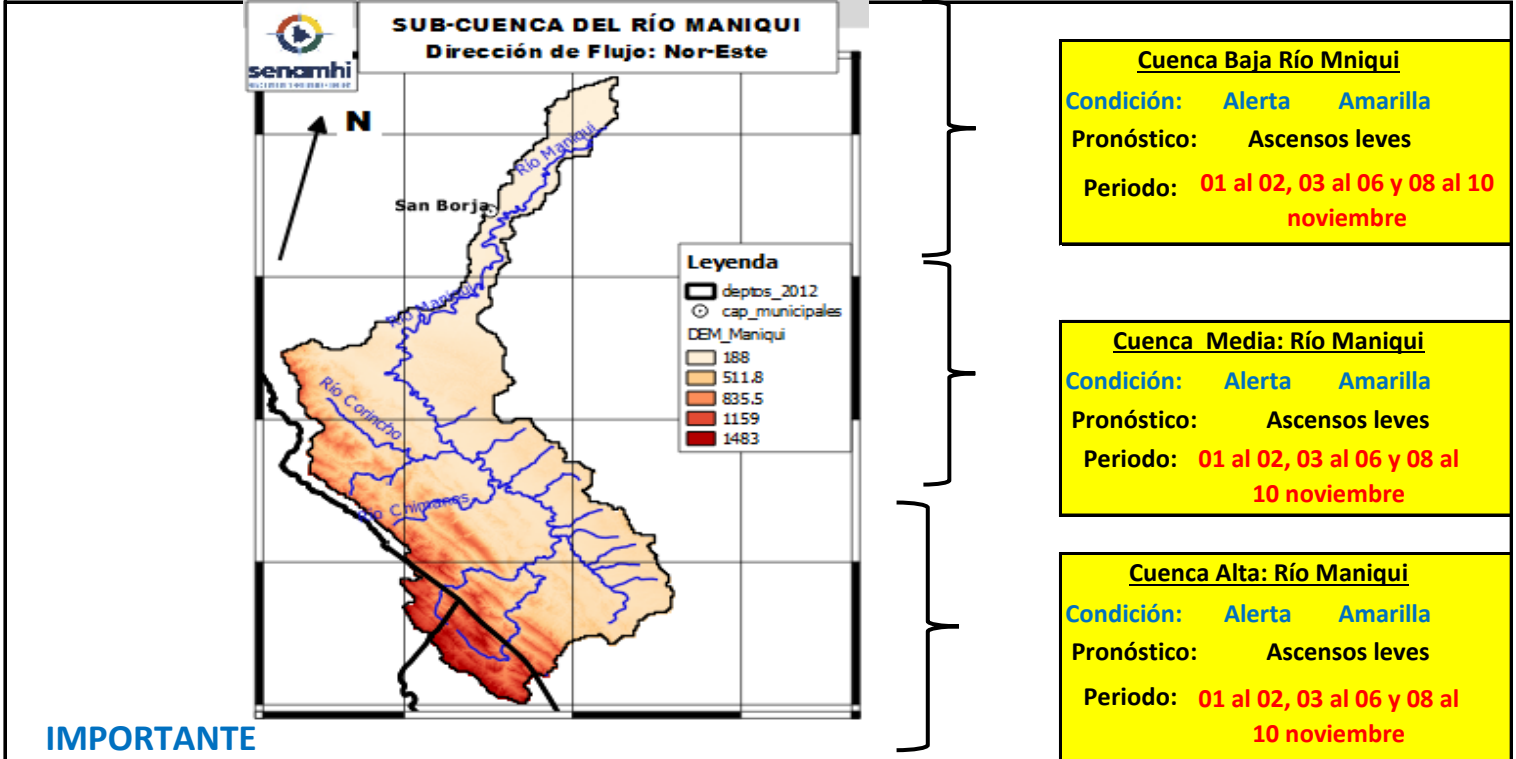 SUB-CUENCA DEL RÍO MANIQUI
Dirección de Flujo: Nor-Este
senamhi
N
Río Maniqui
San Borja
Río Maniqui
Río Corincho
Río Chimanes
Leyenda
deptos_2012
cap_municipales
DEM_Maniqui
188
511.8
835.5
1159
1483
Cuenca Baja Río Mniqui
Condición: Alerta Amarilla
Pronóstico: Ascensos leves
Periodo: 01 al 02, 03 al 06 y 08 al 10
noviembre
Cuenca Media: Río Maniqui
Condición: Alerta Amarilla
Pronóstico: Ascensos leves
Periodo: 01 al 02, 03 al 06 y 08 al
10 noviembre
Cuenca Alta: Río Maniqui
Condición: Alerta Amarilla
Pronóstico: Ascensos leves
Periodo: 01 al 02, 03 al 06 y 08 al
10 noviembre
IMPORTANTE